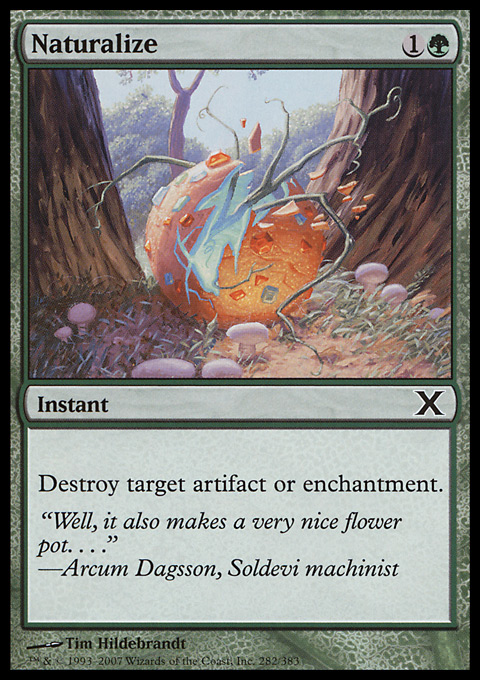 Naturalize 1
Instant X
Destroy target artifact or enchantment.
“Well, it also makes a very nice flower
pot. . . .”
—Arcum Dagsson, Soldevi machinist
Tim Hildebrandt
™ & © 1993–2007 Wizards of the Coast, Inc. 282/383